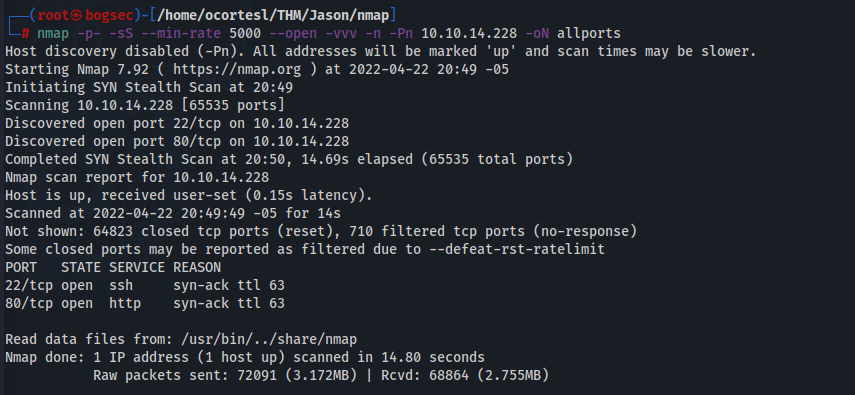 ┌──(root㉿bogsec)-[/home/ocortesl/THM/Jason/nmap]
└─# nmap -p- -sS --min-rate 5000 --open -vvv -n -Pn 10.10.14.228 -oN allports
Host discovery disabled (-Pn). All addresses will be marked 'up' and scan times may be slower.
Starting Nmap 7.92 ( https://nmap.org ) at 2022-04-22 20:49 -05
Initiating SYN Stealth Scan at 20:49
Scanning 10.10.14.228 [65535 ports]
Discovered open port 22/tcp on 10.10.14.228
Discovered open port 80/tcp on 10.10.14.228
Completed SYN Stealth Scan at 20:50, 14.69s elapsed (65535 total ports)
Nmap scan report for 10.10.14.228
Host is up, received user-set (0.15s latency).
Scanned at 2022-04-22 20:49:49 -05 for 14s
Not shown: 64823 closed tcp ports (reset), 710 filtered tcp ports (no-response)
Some closed ports may be reported as filtered due to --defeat-rst-ratelimit
PORT   STATE SERVICE REASON
22/tcp open  ssh     syn-ack ttl 63
80/tcp open  http    syn-ack ttl 63
Read data files from: /usr/bin/../share/nmap
Nmap done: 1 IP address (1 host up) scanned in 14.80 seconds
Raw packets sent: 72091 (3.172MB) | Rcvd: 68864 (2.755MB)